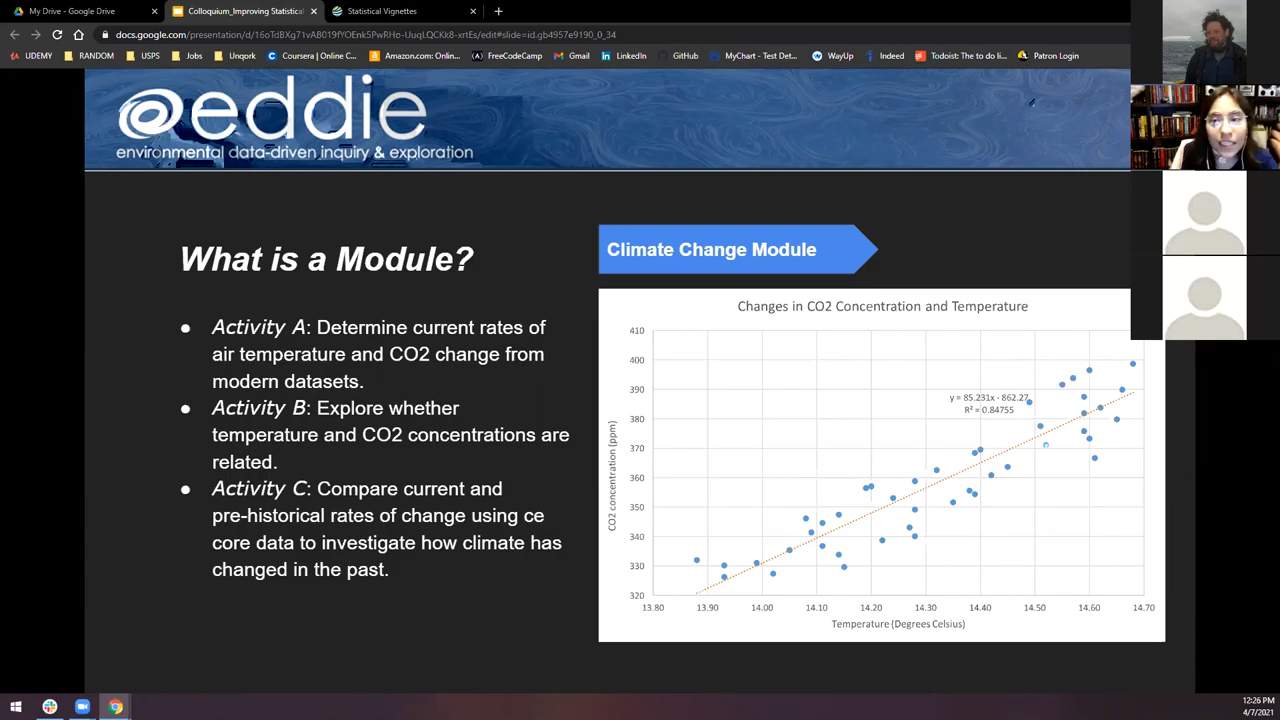 My Drive - Google Drive
Colloquium_Improving Statistical
Statistical Vignettes
docs.google.com/presentation/d/16oTdBXg71vAB019fYOEnk5PwRHo-UuqLQCKk8-xrtEs/edit#slide=id.gb4957e9190_0_34
UDEMY RANDOM USPS Jobs Unqork Coursera | Online C... Amazon.com: Onlin... FreeCodeCamp Gmail LinkedIn GitHub MyChart - Test Det... WayUp Indeed Todoist: The to do li... Patron Login
eddie
environmental data-driven inquiry & exploration
What is a Module?
● Activity A: Determine current rates of
air temperature and CO2 change from
modern datasets.
● Activity B: Explore whether
temperature and CO2 concentrations are
related.
● Activity C: Compare current and
pre-historical rates of change using ce
core data to investigate how climate has
changed in the past.
Climate Change Module
Changes in CO2 Concentration and Temperature
410
400
390
380
370
360
350
340
330
320
CO2 concentration (ppm)
y = 85.231x - 862.27
R² = 0.84755
13.80 13.90 14.00 14.10 14.20 14.30 14.40 14.50 14.60 14.70
Temperature (Degrees Celsius)
12:26 PM
4/7/2021